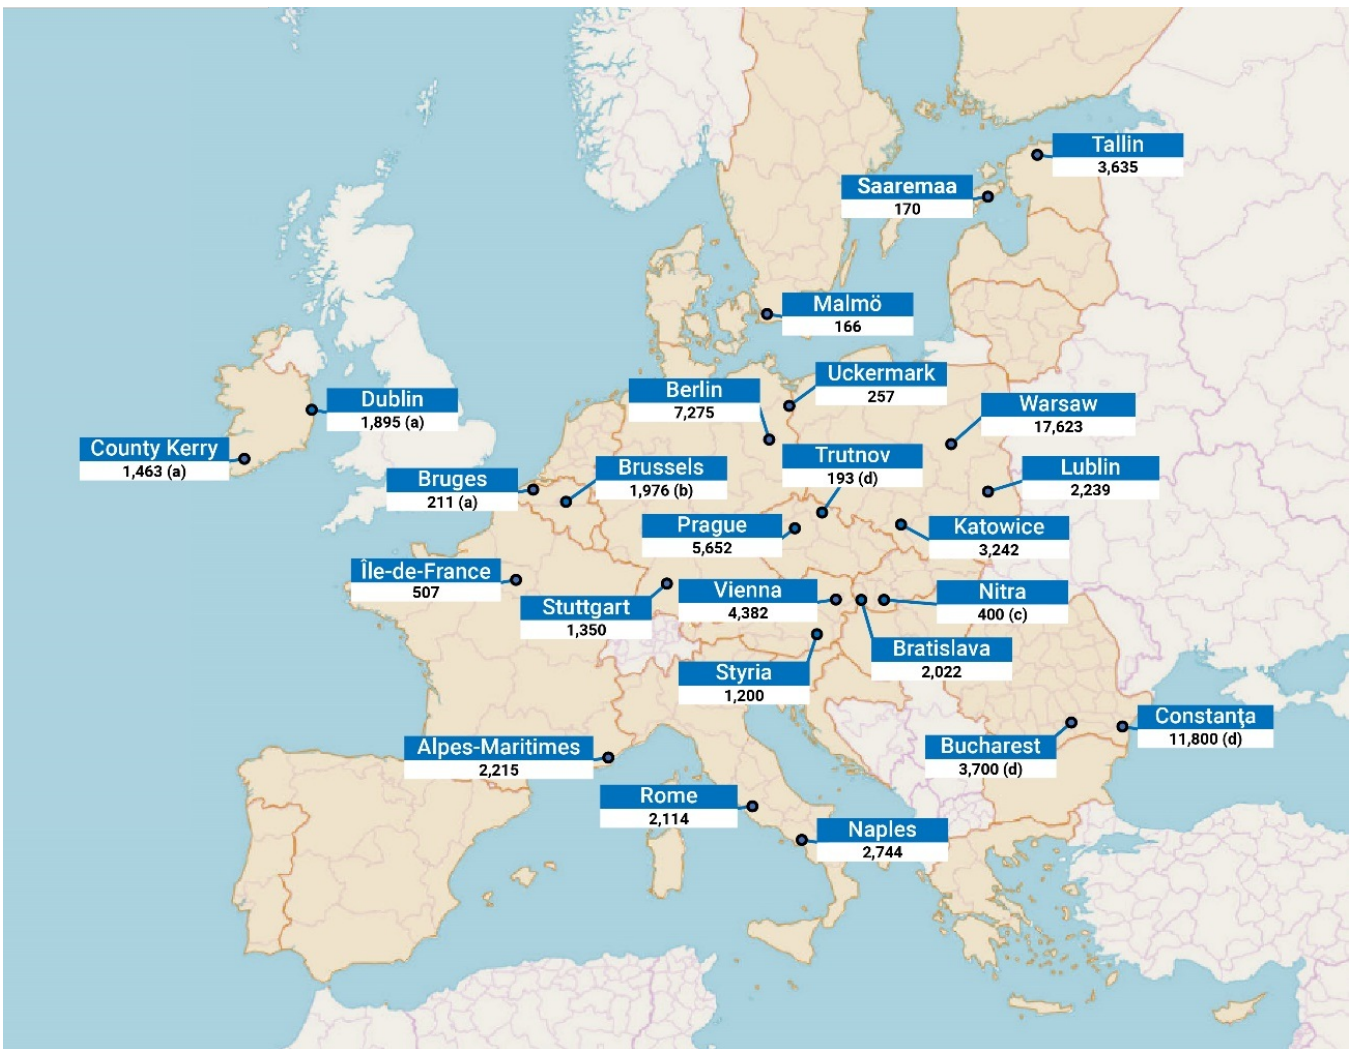 Tallin
3,635
Saaremaa
170
Malmö
166
Uckermark
257
Berlin
7,275
Dublin
1,895 (a)
Warsaw
17,623
County Kerry
1,463 (a)
Trutnov
193 (d)
Brussels
1,976 (b)
Lublin
2,239
Bruges
211 (a)
Prague
5,652
Katowice
3,242
Île-de-France
507
Vienna
4,382
Nitra
400 (c)
Stuttgart
1,350
Bratislava
2,022
Styria
1,200
Constanţa
11,800 (d)
Alpes-Maritimes
2,215
Bucharest
3,700 (d)
Rome
2,114
Naples
2,744